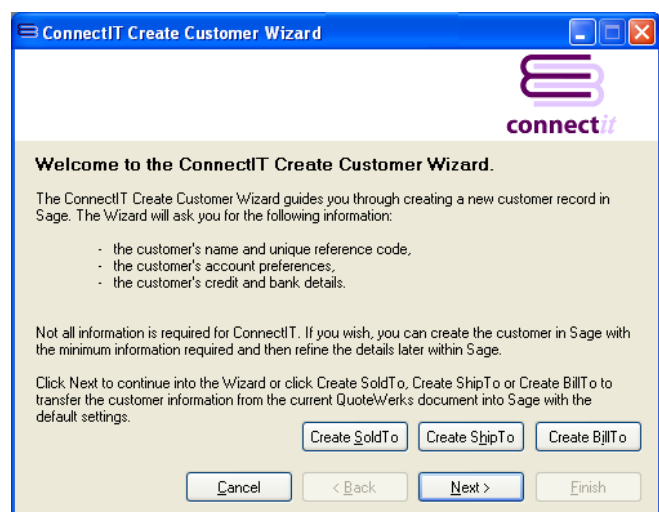 ConnectIT Create Customer Wizard
connectit
Welcome to the ConnectIT Create Customer Wizard.
The ConnectIT Create Customer Wizard guides you through creating a new customer record in
Sage. The Wizard will ask you for the following information:
- the customer's name and unique reference code,
- the customer's account preferences,
- the customer's credit and bank details.
Not all information is required for ConnectIT. If you wish, you can create the customer in Sage with
the minimum information required and then refine the details later within Sage.
Click Next to continue into the Wizard or click Create SoldTo, Create ShipTo or Create BillTo to
transfer the customer information from the current QuoteWerks document into Sage with the
default settings.
Create SoldTo Create ShipTo Create BillTo
Cancel < Back Next > Finish